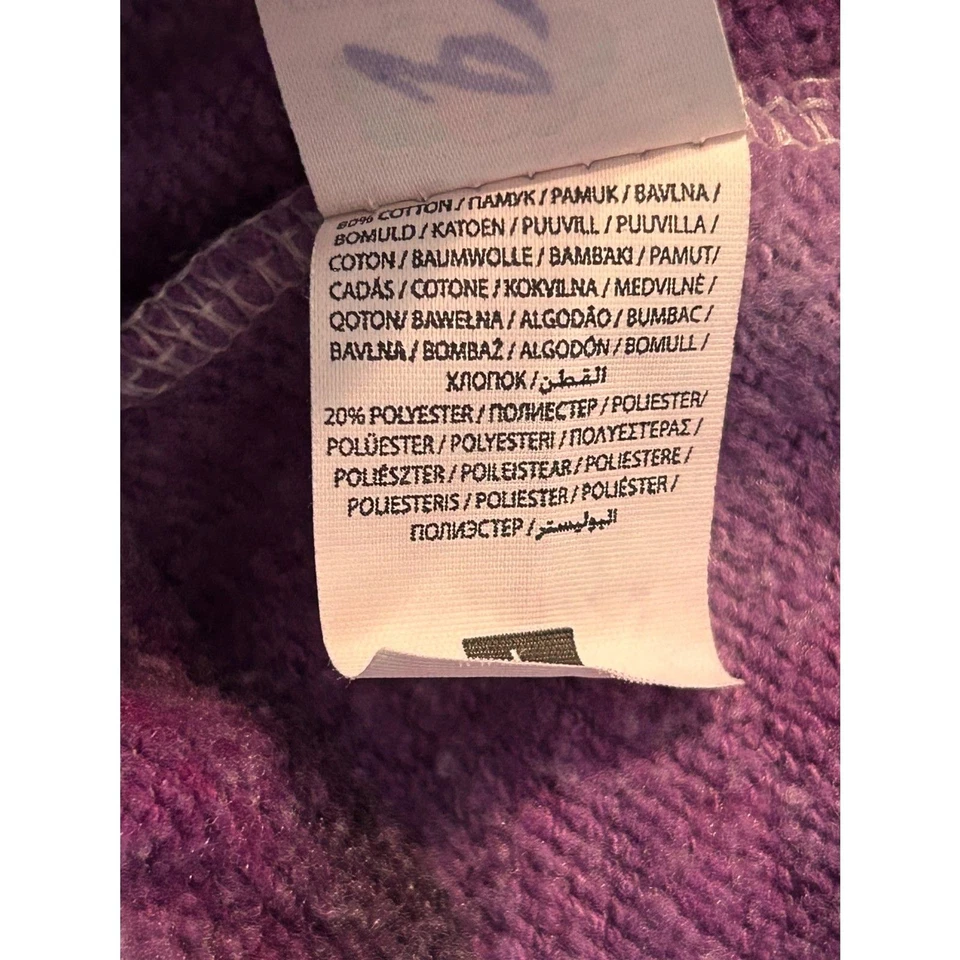 80% COTTON / ПАМУК / PAMUK / BAVLNA /
BOMULD / KATOEN / PUUVILL / PUUVILLA /
COTON / BAUMWOLLE / BAMBAKI / PAMUT/
CADÁS / COTONE / KOKVILNA / MEDVILNĖ /
QOTON/ BAWEŁNA / ALGODÃO / BUMBAC /
BAVLNA / BOMBAŽ / ALGODÓN / BOMULL /
ХЛОПОК / القطن
20% POLYESTER / ПОЛИЕСТЕР / POLIESTER/
POLÜESTER / POLYESTERI / ΠΟΛΥΕΣΤΕΡΑΣ /
POLIÉSZTER / POILEISTEAR / POLIESTERE /
POLIESTERIS / POLIESTER / POLIÉSTER /
ПОЛИЭСТЕР / البوليستر